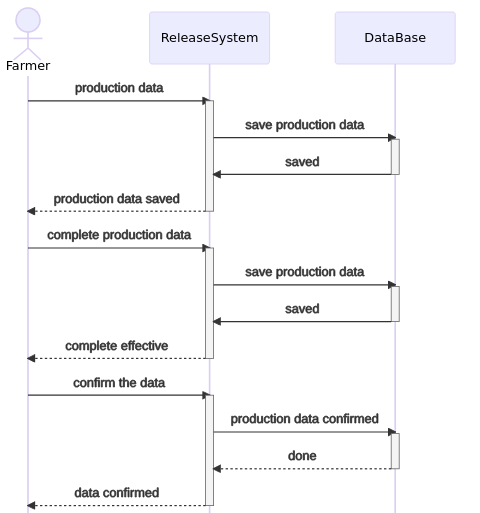 Farmer
ReleaseSystem
DataBase
production data
save production data
saved
production data saved
complete production data
save production data
saved
complete effective
confirm the data
production data confirmed
done
data confirmed